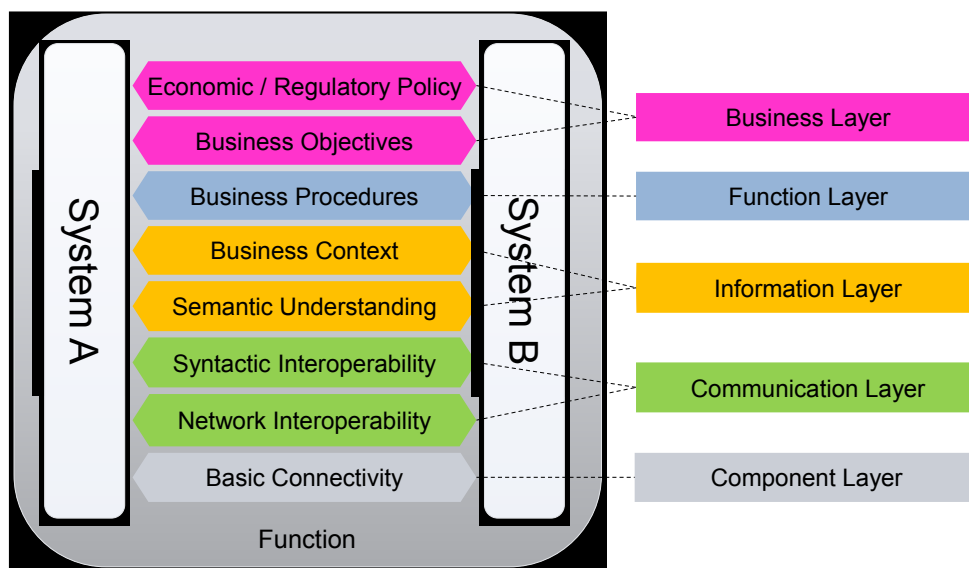 System A
Economic / Regulatory Policy
Business Objectives
Business Procedures
Business Context
Semantic Understanding
Syntactic Interoperability
Network Interoperability
Basic Connectivity
System B
Function
Business Layer
Function Layer
Information Layer
Communication Layer
Component Layer